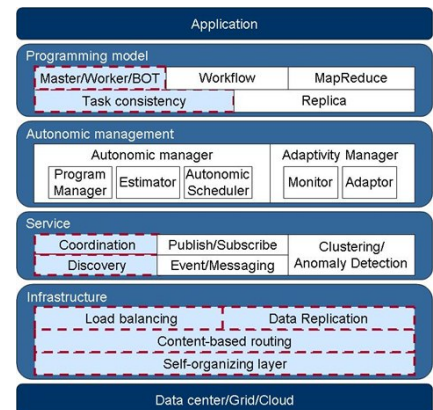 Application
Programming model
Master/Worker/BOT Workflow MapReduce
Task consistency Replica
Autonomic management
Autonomic manager Adaptivity Manager
Program Manager Estimator Autonomic Scheduler Monitor Adaptor
Service
Coordination Publish/Subscribe Clustering/
Discovery Event/Messaging Anomaly Detection
Infrastructure
Load balancing Data Replication
Content-based routing
Self-organizing layer
Data center/Grid/Cloud